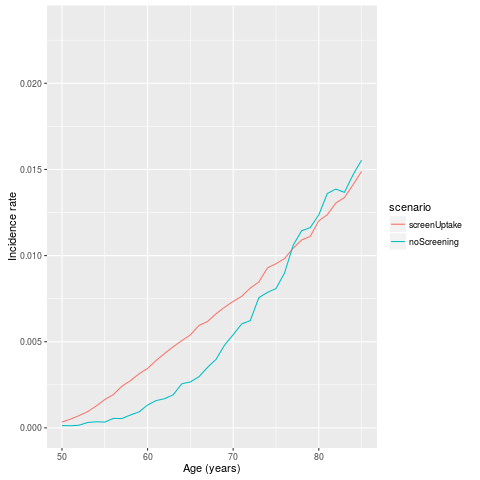 0.020
0.015
0.010
0.005
0.000
Incidence rate
50 60 70 80
Age (years)
scenario
screenUptake
noScreening